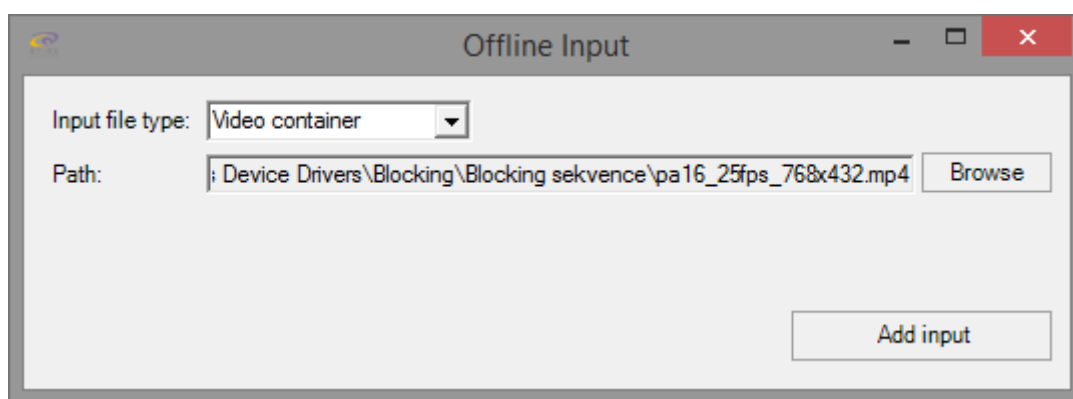 Offline Input
Input file type: Video container
Path: Device Drivers\Blocking\Blocking sekvence\pa16_25fps_768x432.mp4 Browse
Add input